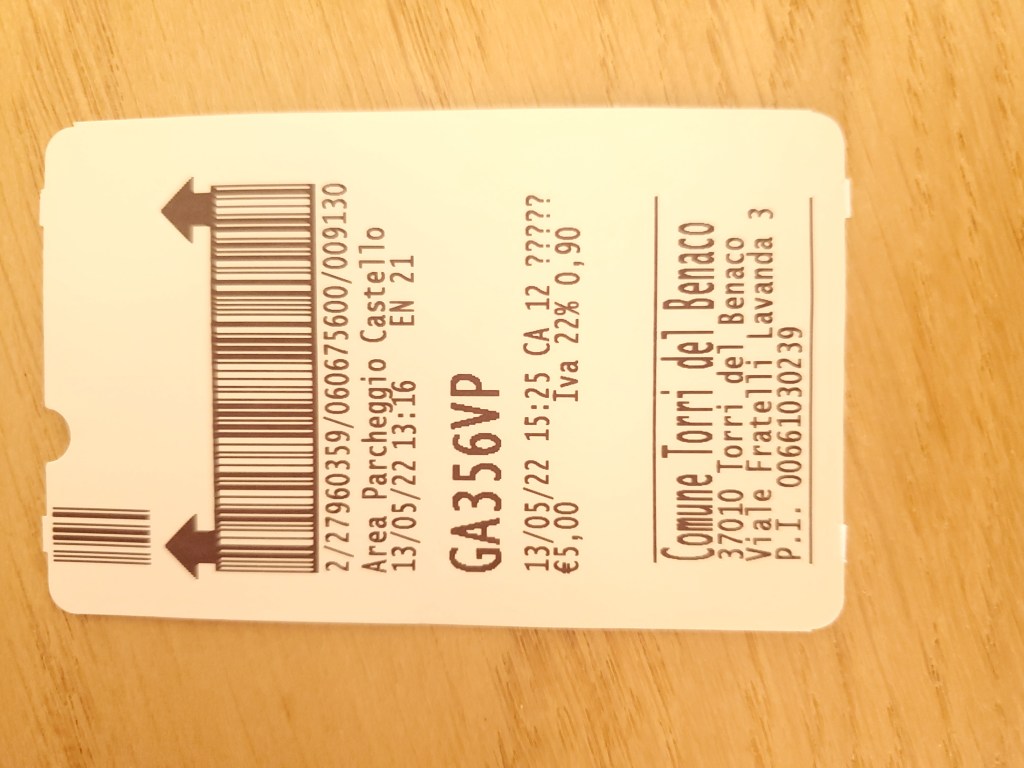 2/27960359/060675600/009130
Area Parcheggio Castello
13/05/22 13:16 EN 21
GA356VP
13/05/22 15:25 CA 12 ?????
€5,00 Iva 22% 0,90
Comune Torri del Benaco
37010 Torri del Benaco
Viale Fratelli Lavanda 3
P.I. 00661030239